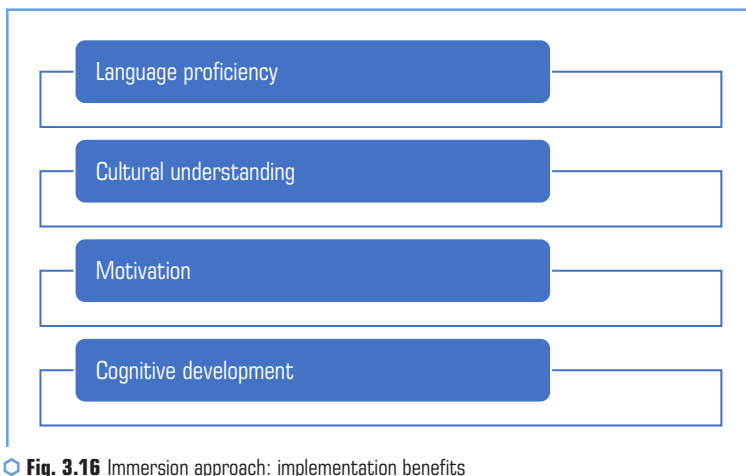 Language proficiency
Cultural understanding
Motivation
Cognitive development
Fig. 3.16 Immersion approach: implementation benefits